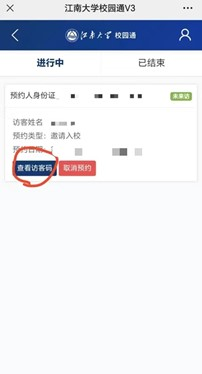 江南大学校园通V3
江南大学 校园通
进行中
已结束
预约人身份证
未来访
访客姓名
预约类型：邀请入校
预约日期
查看访客码
取消预约